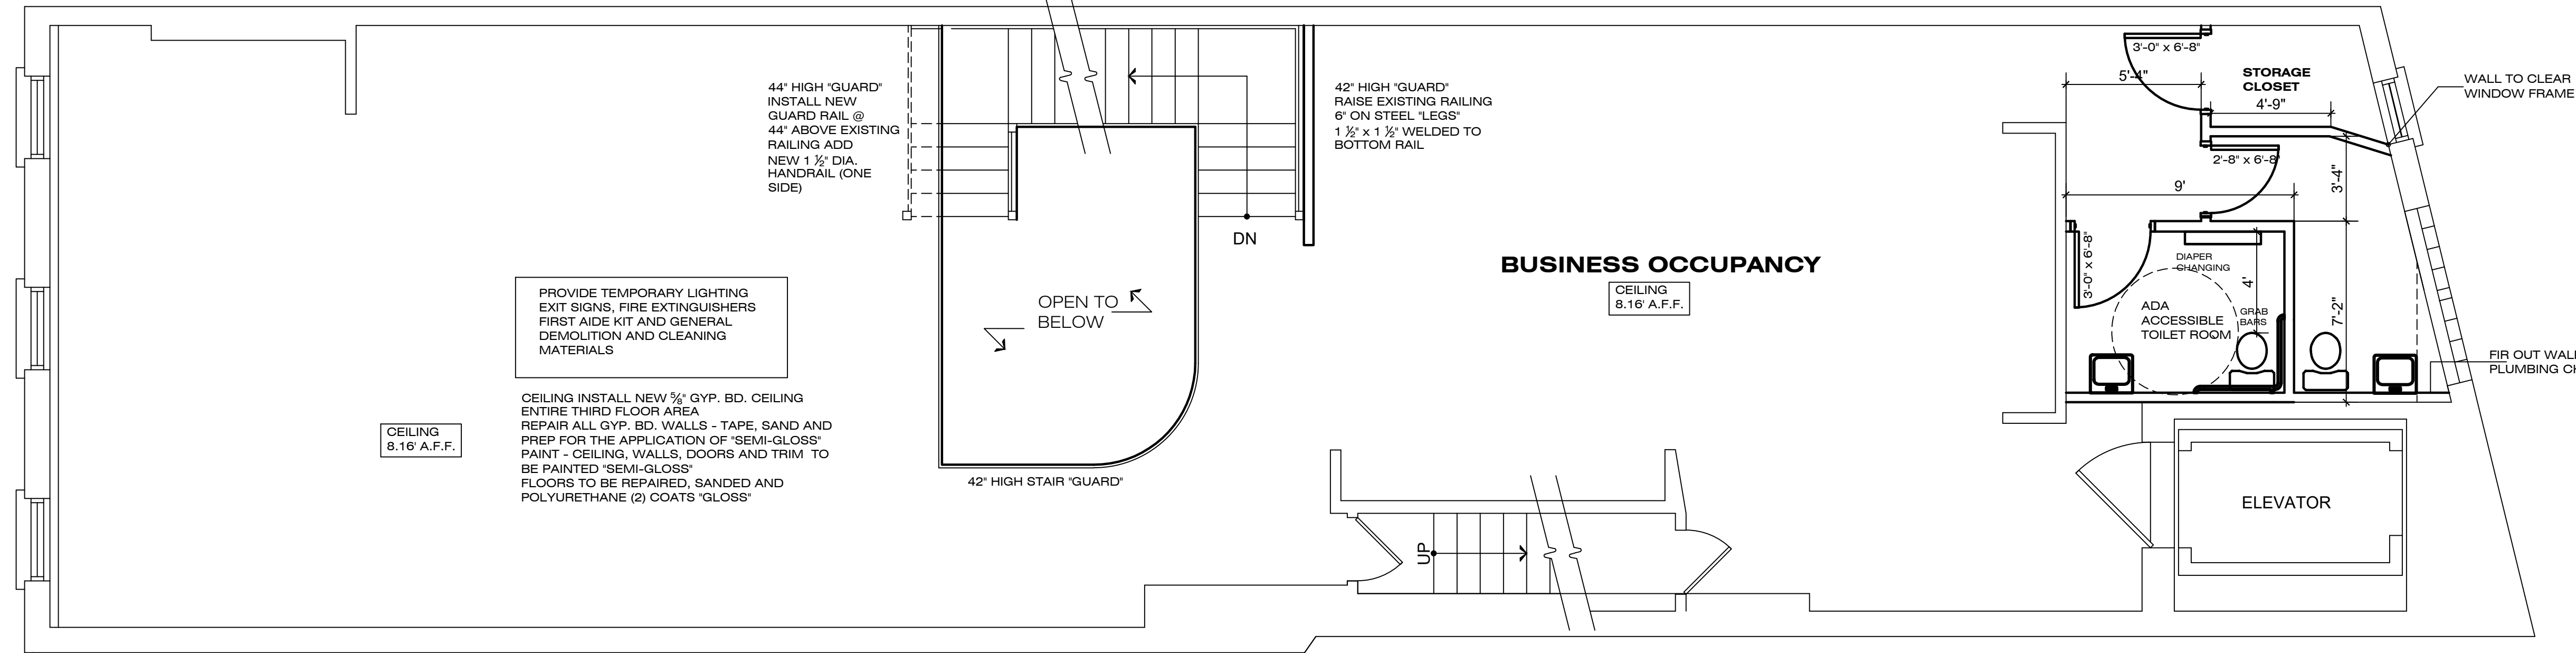 44" HIGH "GUARD"
INSTALL NEW
GUARD RAIL @
44" ABOVE EXISTING
RAILING ADD
NEW 1 ½" DIA.
HANDRAIL (ONE
SIDE)
42" HIGH "GUARD"
RAISE EXISTING RAILING
6" ON STEEL "LEGS"
1 ½" x 1 ½" WELDED TO
BOTTOM RAIL
DN
OPEN TO
BELOW
42" HIGH STAIR "GUARD"
PROVIDE TEMPORARY LIGHTING
EXIT SIGNS, FIRE EXTINGUISHERS
FIRST AIDE KIT AND GENERAL
DEMOLITION AND CLEANING
MATERIALS
CEILING INSTALL NEW ⅝" GYP. BD. CEILING
ENTIRE THIRD FLOOR AREA
REPAIR ALL GYP. BD. WALLS - TAPE, SAND AND
PREP FOR THE APPLICATION OF "SEMI-GLOSS"
PAINT - CEILING, WALLS, DOORS AND TRIM TO
BE PAINTED "SEMI-GLOSS"
FLOORS TO BE REPAIRED, SANDED AND
POLYURETHANE (2) COATS "GLOSS"
CEILING
8.16' A.F.F.
BUSINESS OCCUPANCY
CEILING
8.16' A.F.F.
UP
3'-0" x 6'-8"
5'-4"
STORAGE
CLOSET
4'-9"
WALL TO CLEAR
WINDOW FRAME
2'-8" x 6'-8"
9'
3'-4"
3'-0" x 6'-8"
DIAPER
CHANGING
4'
ADA
ACCESSIBLE
TOILET ROOM
GRAB
BARS
7'-2"
FIR OUT
PLUMBING
ELEVATOR